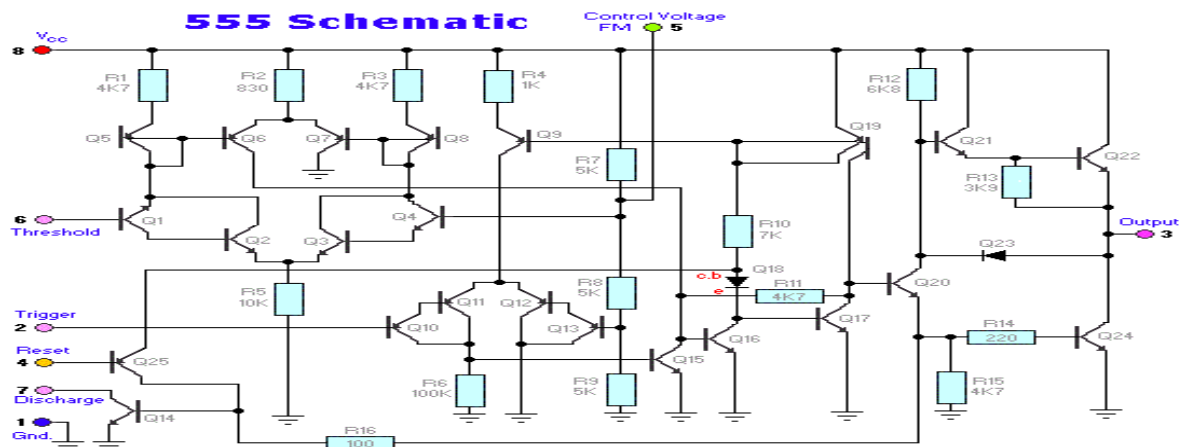 555 Schematic
Control Voltage
FM 5
Vcc
8
R1
4K7
R2
830
R3
4K7
R4
1K
R12
6K8
Q5
Q6
Q7
Q8
Q9
Q19
Q21
Q22
R7
5K
R13
3K9
6
Threshold
Q1
Q2
Q3
Q4
R10
7K
Output
3
Q23
c.b
Q18
e
R5
10K
Q11
Q12
R8
5K
R11
4K7
Q20
Trigger
2
Q10
Q13
Q17
R14
220
Q24
Reset
4
Q25
Q16
Q15
7
Discharge
Q14
R6
100K
R9
5K
R15
4K7
1
Gnd.
R16
100